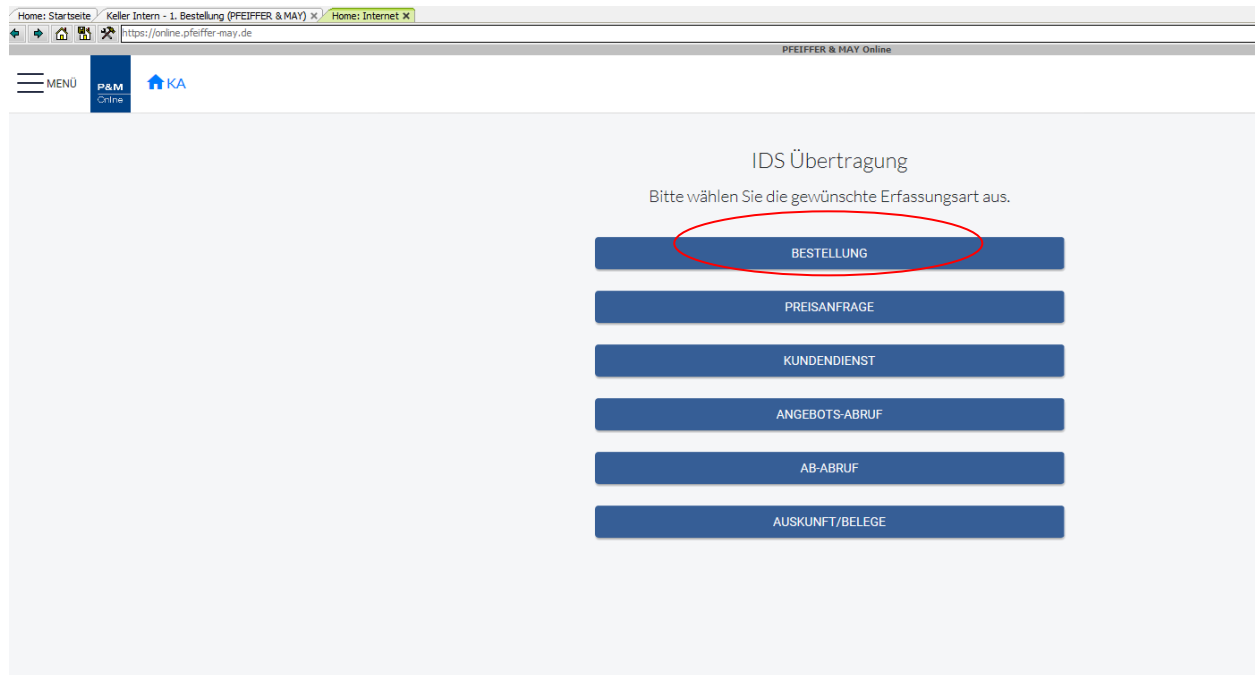 Home: Startseite Keller Intern - 1. Bestellung (PFEIFFER & MAY) Home: Internet
https://online.pfeiffer-may.de
PFEIFFER & MAY Online
MENÜ P&M Online KA
IDS Übertragung
Bitte wählen Sie die gewünschte Erfassungsart aus.
BESTELLUNG
PREISANFRAGE
KUNDENDIENST
ANGEBOTS-ABRUF
AB-ABRUF
AUSKUNFT/BELEGE